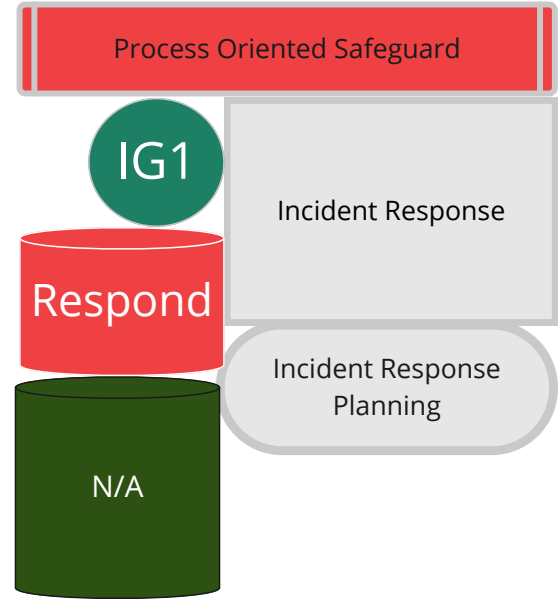 Process Oriented Safeguard
IG1
Incident Response
Respond
Incident Response
Planning
N/A